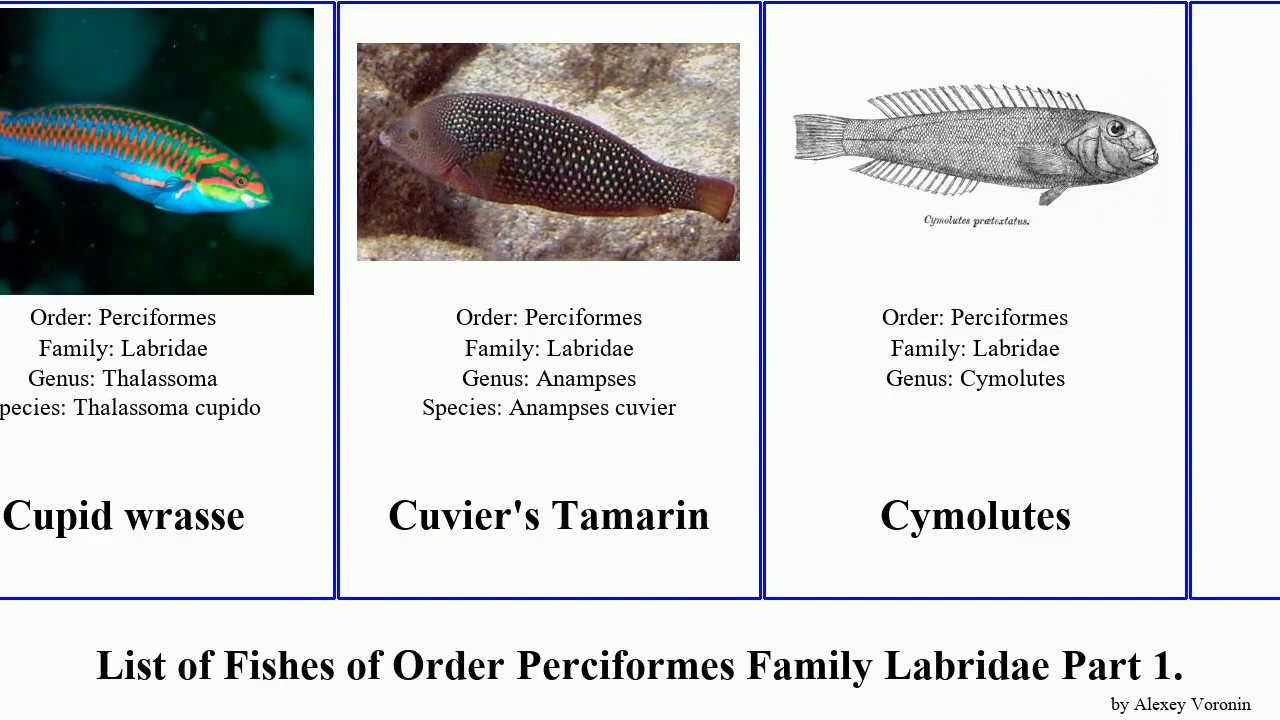 Order: Perciformes
Family: Labridae
Genus: Thalassoma
pecies: Thalassoma cupido
Cupid wrasse
Order: Perciformes
Family: Labridae
Genus: Anampses
Species: Anampses cuvier
Cuvier's Tamarin
Cymolutes prætextatus.
Order: Perciformes
Family: Labridae
Genus: Cymolutes
Cymolutes
List of Fishes of Order Perciformes Family Labridae Part 1.
by Alexey Voronin